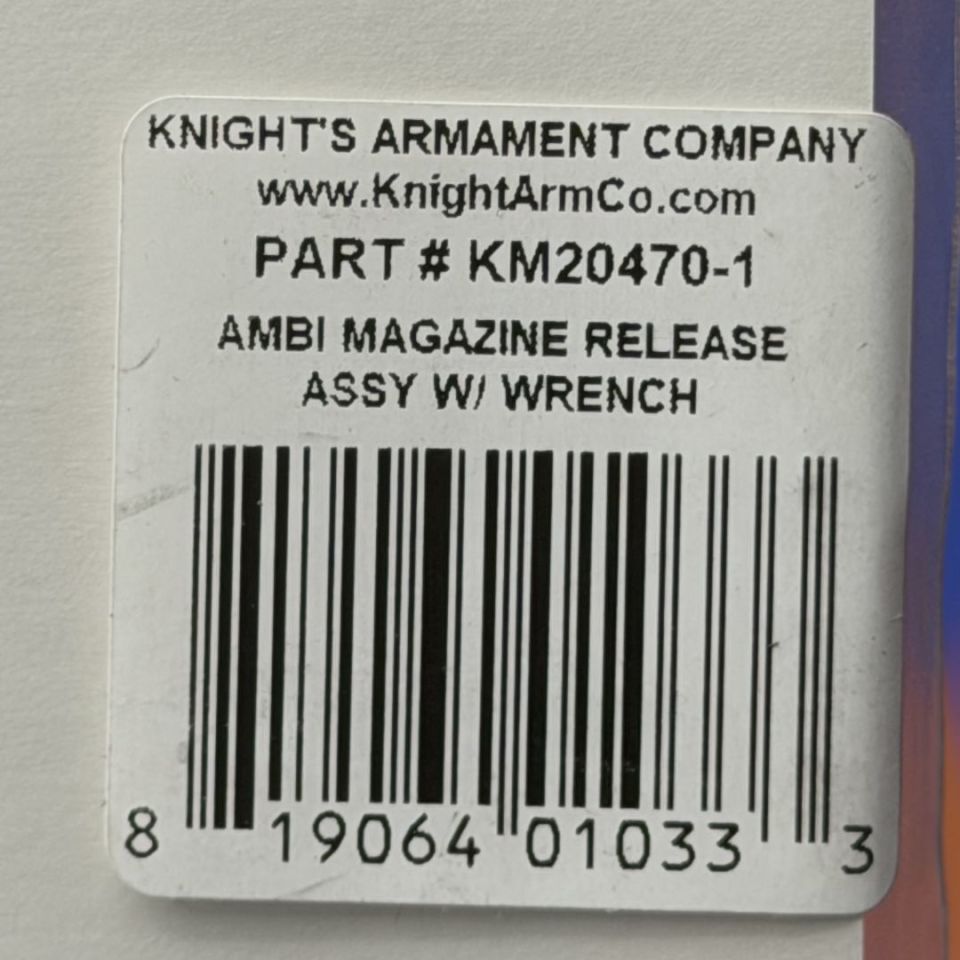 KNIGHT'S ARMAMENT COMPANY
www.KnightArmCo.com
PART # KM20470-1
AMBI MAGAZINE RELEASE
ASSY W/ WRENCH
8 19064 01033 3